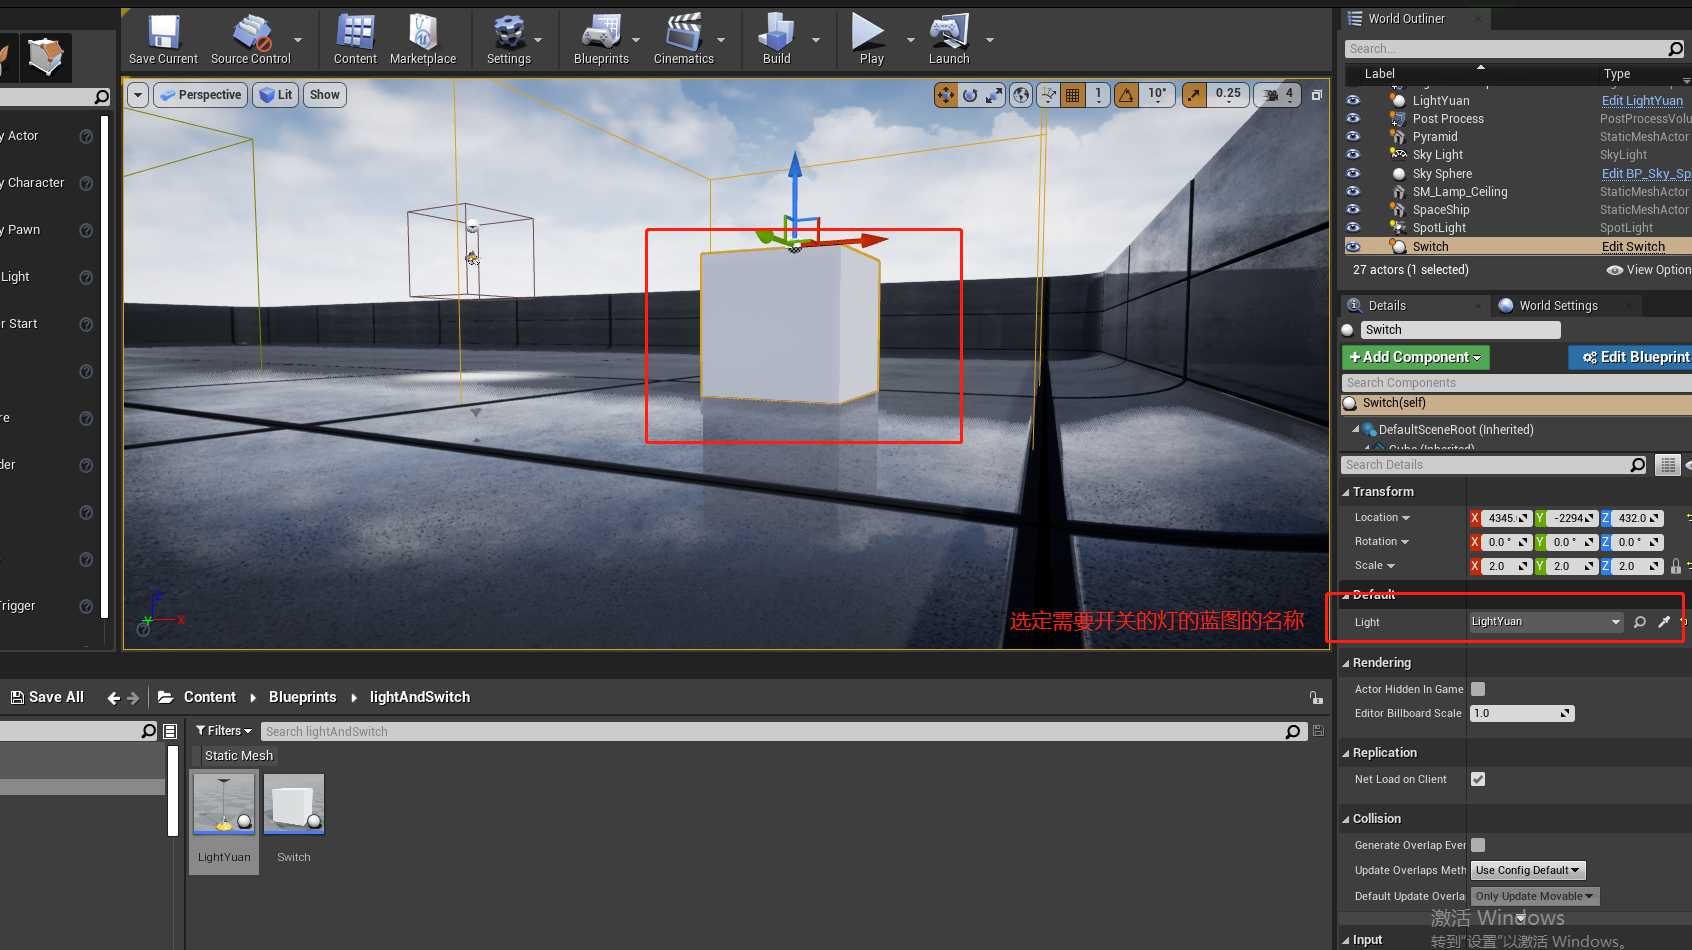 Save Current
Source Control
Content
Marketplace
Settings
Blueprints
Cinematics
Build
Play
Launch
Perspective
Lit
Show
1
10°
0.25
4
y Actor
y Character
y Pawn
Light
r Start
re
der
Trigger
X
选定需要开关的灯的蓝图的名称
World Outliner
Search...
Label
Type
LightYuan
Edit LightYuan
Post Process
PostProcessVolu
Pyramid
StaticMeshActor
Sky Light
SkyLight
Sky Sphere
Edit BP_Sky_Sp
SM_Lamp_Ceiling
StaticMeshActor
SpaceShip
StaticMeshActor
SpotLight
SpotLight
Switch
Edit Switch
27 actors (1 selected)
View Option
Details
World Settings
Switch
+Add Component
Edit Blueprint
Search Components
Switch(self)
DefaultSceneRoot (Inherited)
Cube (Inherited)
Search Details
Transform
Location
X 4345. Y -2294 Z 432.0
Rotation
X 0.0 ° Y 0.0 ° Z 0.0 °
Scale
X 2.0 Y 2.0 Z 2.0
Default
Light
LightYuan
Rendering
Actor Hidden In Game
Editor Billboard Scale
1.0
Replication
Net Load on Client
Collision
Generate Overlap Ever
Update Overlaps Meth
Use Config Default
Default Update Overla
Only Update Movable
Input
激活 Windows
转到"设置"以激活 Windows。
Save All
Content
Blueprints
lightAndSwitch
Filters
Search lightAndSwitch
Static Mesh
LightYuan
Switch